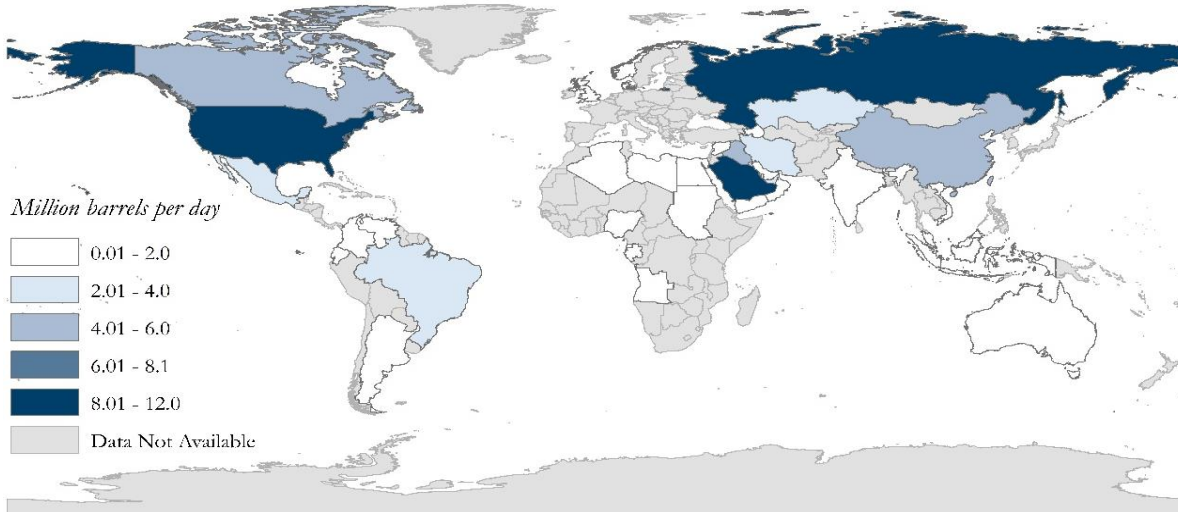 Million barrels per day
0.01 - 2.0
2.01 - 4.0
4.01 - 6.0
6.01 - 8.1
8.01 - 12.0
Data Not Available